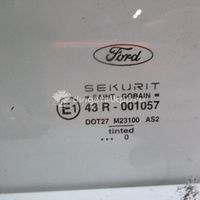 Ford
SEKURIT
SAINT-GOBAIN
E1 43 R - 001057
DOT27 M23100 AS2
tinted
... 0